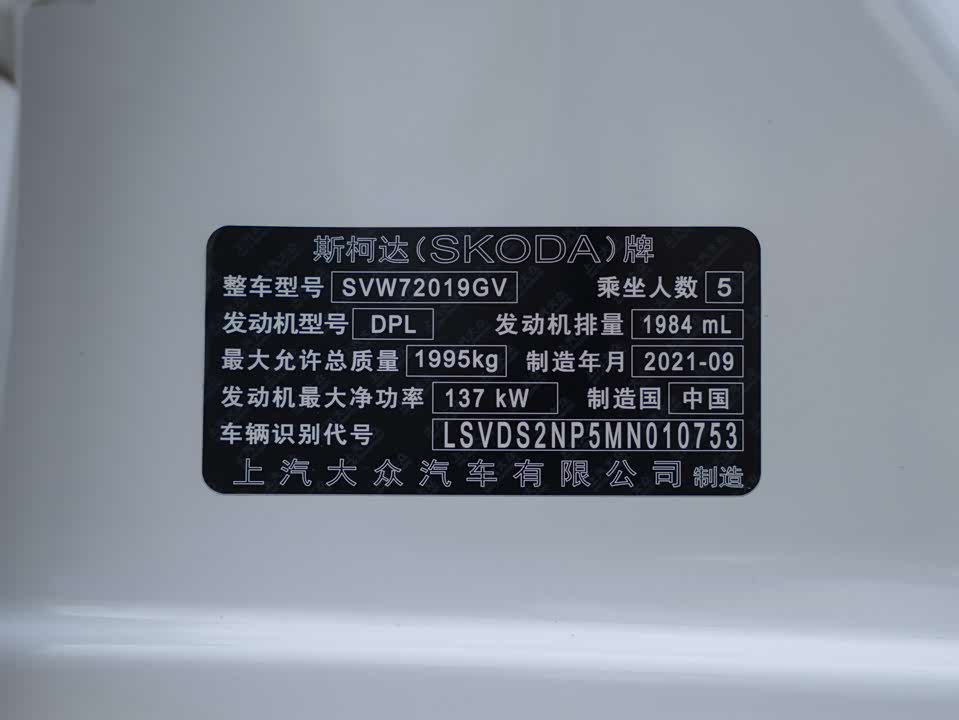 斯柯达(SKODA)牌
整车型号 SVW72019GV 乘坐人数 5
发动机型号 DPL 发动机排量 1984 mL
最大允许总质量 1995kg 制造年月 2021-09
发动机最大净功率 137 kW 制造国 中国
车辆识别代号 LSVDS2NP5MN010753
上汽大众汽车有限公司 制造